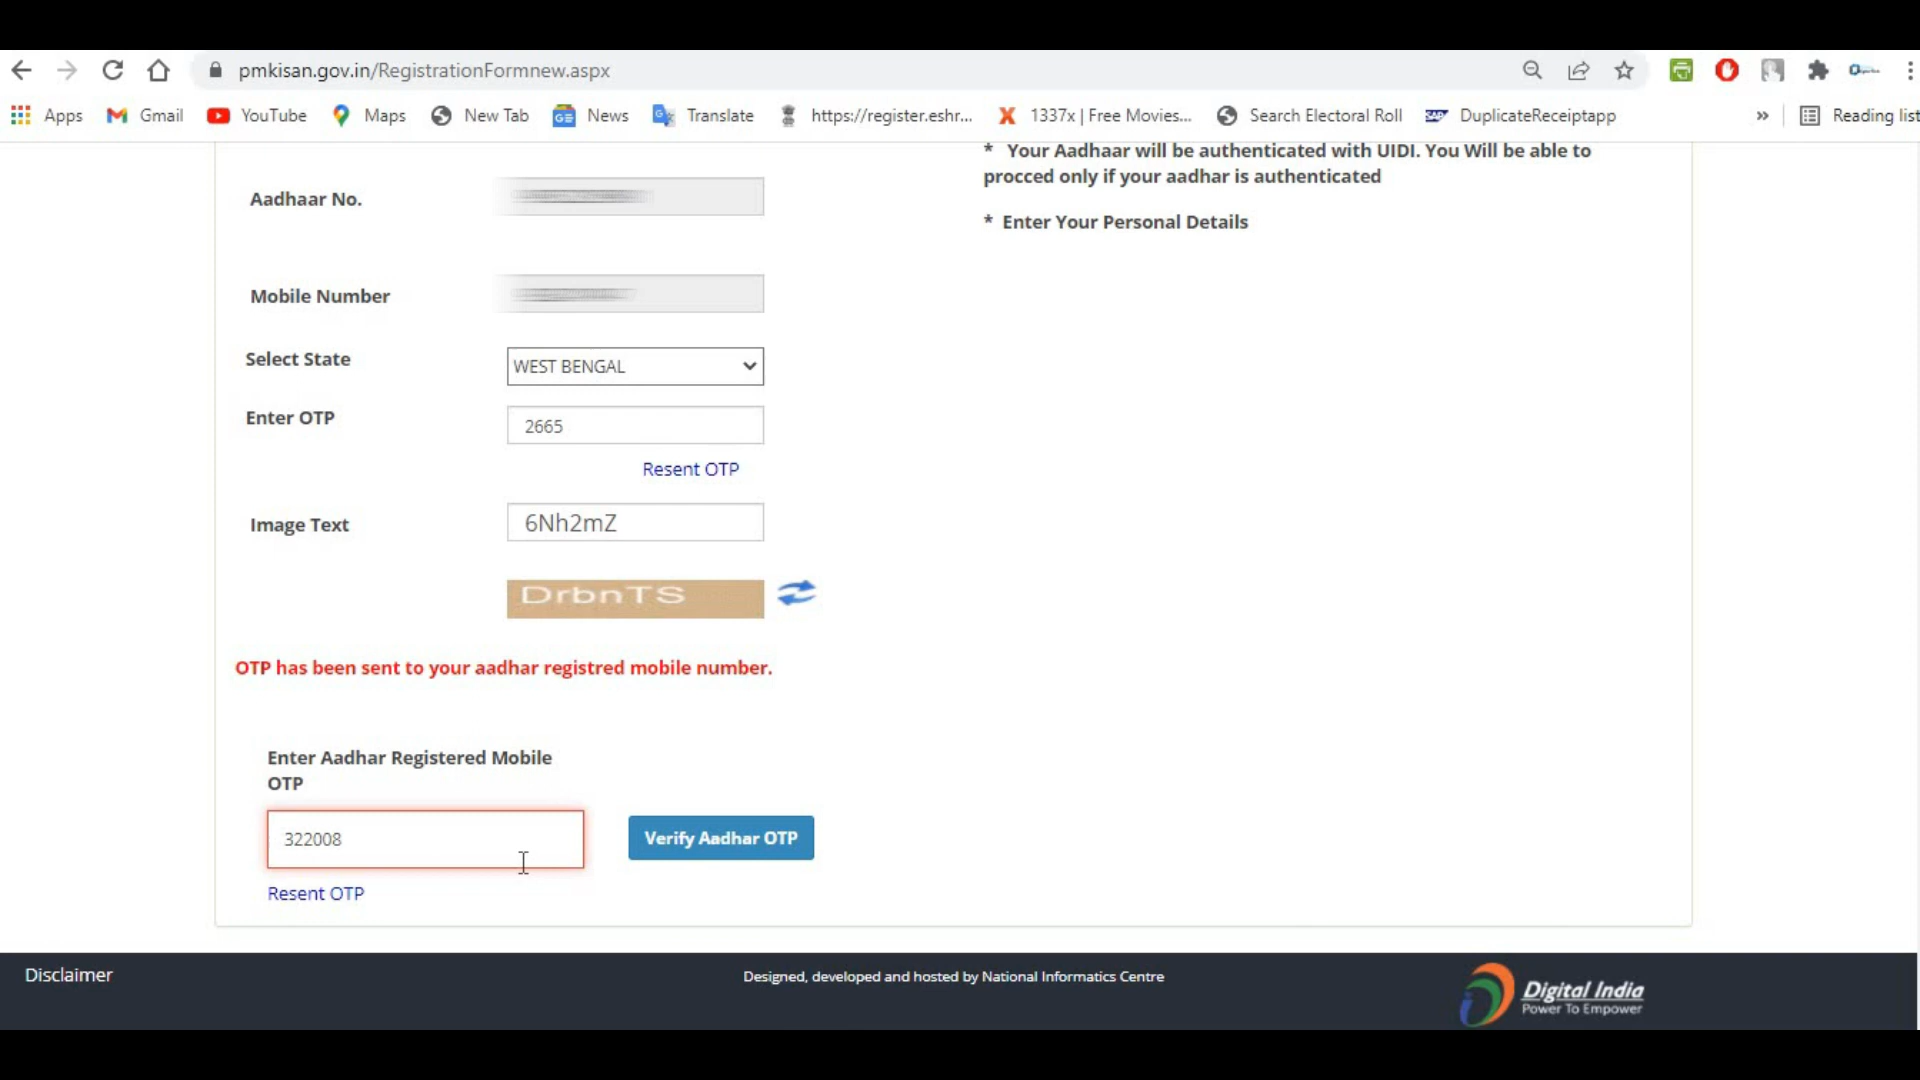 pmkisan.gov.in/RegistrationFormnew.aspx
Apps Gmail YouTube Maps New Tab News Translate https://register.eshr... 1337x | Free Movies... Search Electoral Roll DuplicateReceiptapp » Reading list
* Your Aadhaar will be authenticated with UIDI. You Will be able to
procced only if your aadhar is authenticated
Aadhaar No.
* Enter Your Personal Details
Mobile Number
Select State WEST BENGAL
Enter OTP 2665
Resent OTP
Image Text 6Nh2mZ
DrbnTS
OTP has been sent to your aadhar registred mobile number.
Enter Aadhar Registered Mobile
OTP
322008 Verify Aadhar OTP
Resent OTP
Disclaimer Designed, developed and hosted by National Informatics Centre Digital India
Power To Empower